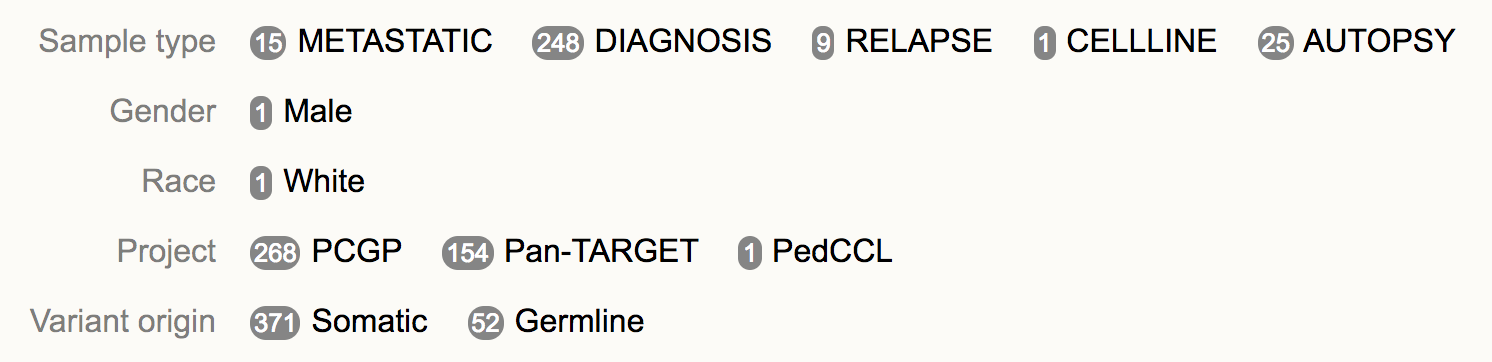 Sample type 15 METASTATIC 248 DIAGNOSIS 9 RELAPSE 1 CELLLINE 25 AUTOPSY
Gender 1 Male
Race 1 White
Project 268 PCGP 154 Pan-TARGET 1 PedCCL
Variant origin 371 Somatic 52 Germline